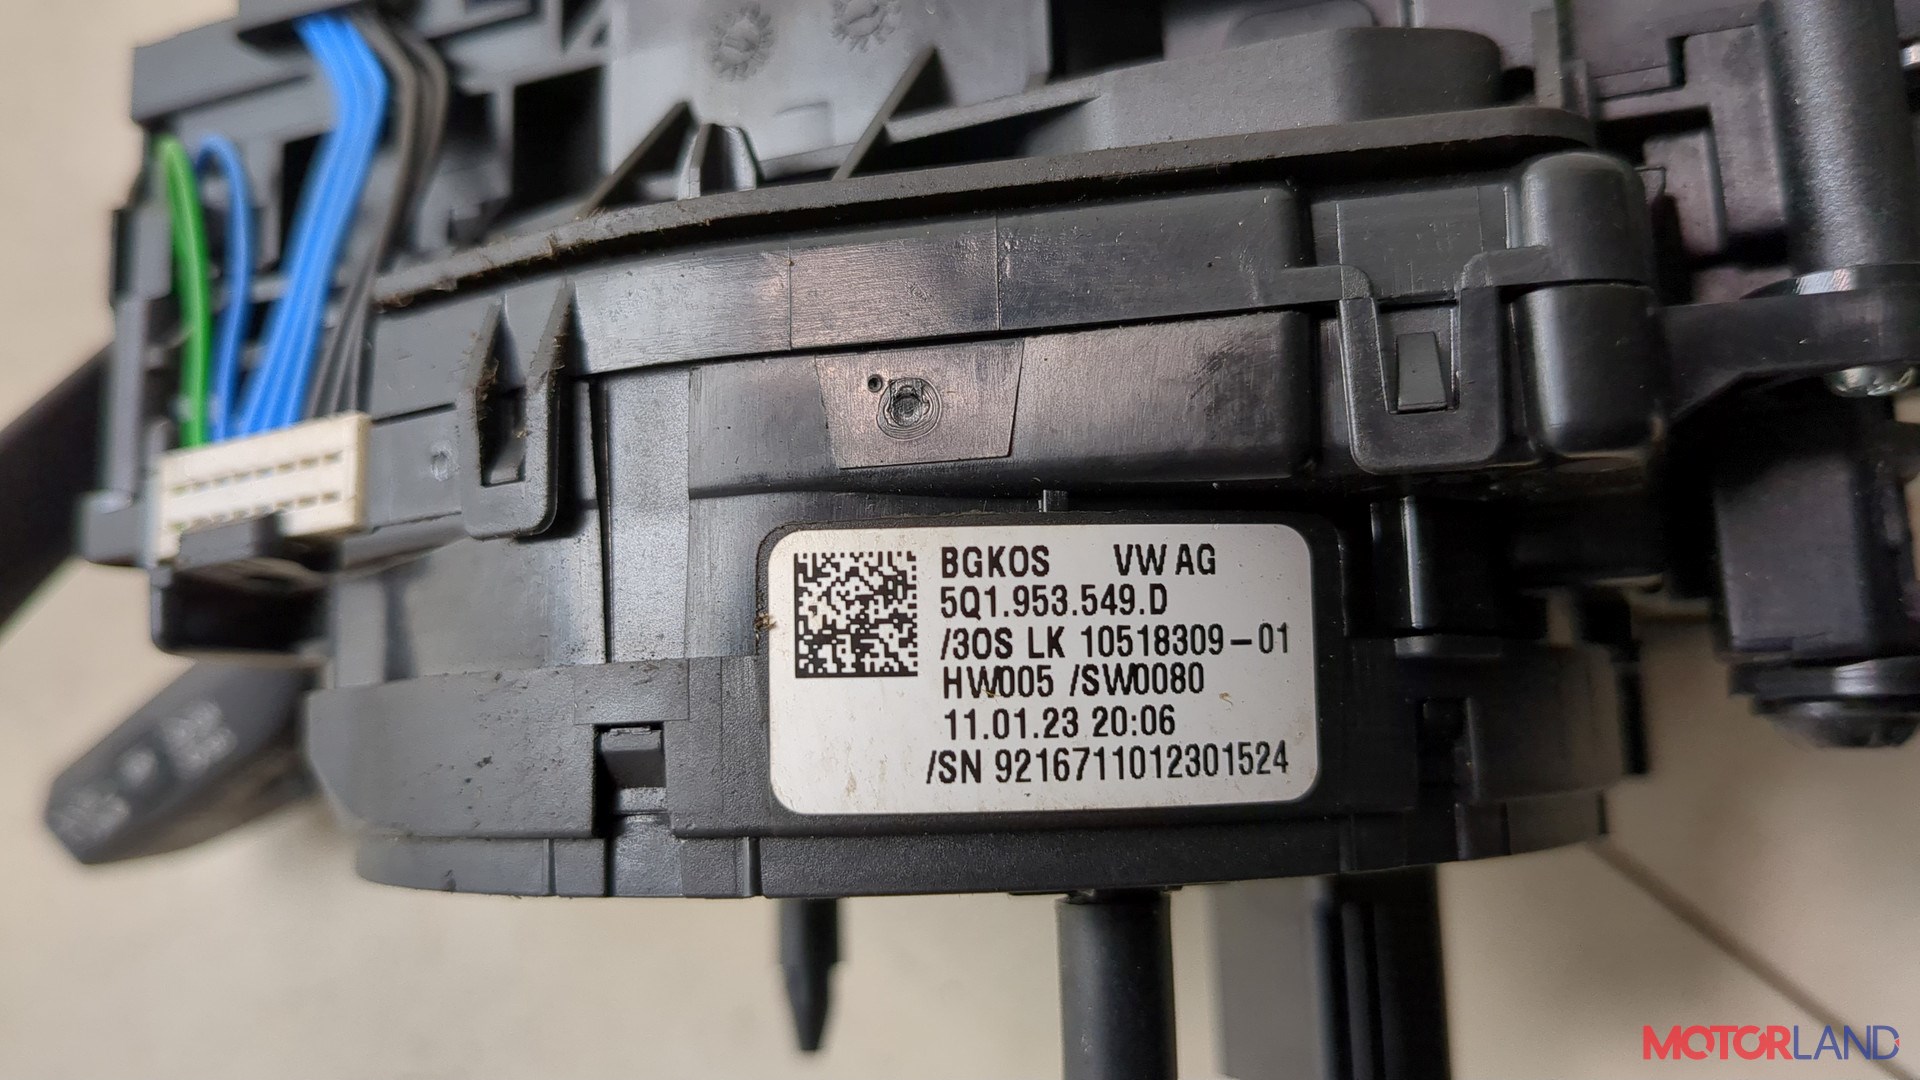 BGKOS VW AG
5Q1.953.549.D
/3OS LK 10518309-01
HW005 /SW0080
11.01.23 20:06
/SN 9216711012301524
MOTORLAND